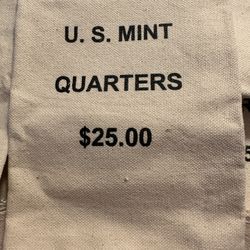 U. S. MINT
QUARTERS
$25.00